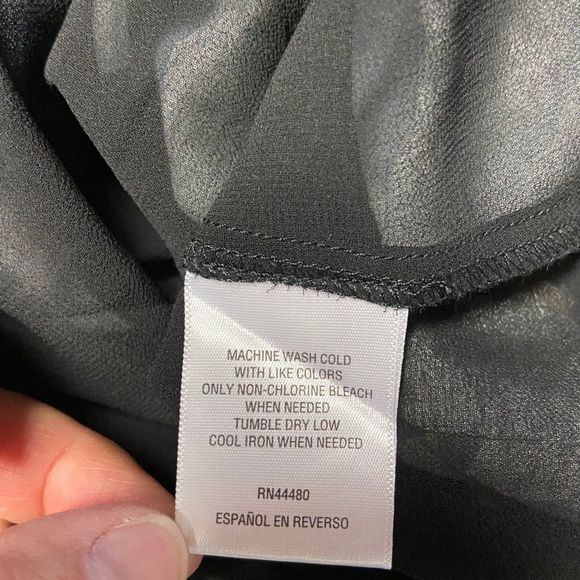 MACHINE WASH COLD
WITH LIKE COLORS
ONLY NON-CHLORINE BLEACH
WHEN NEEDED
TUMBLE DRY LOW
COOL IRON WHEN NEEDED
RN44480
ESPAÑOL EN REVERSO